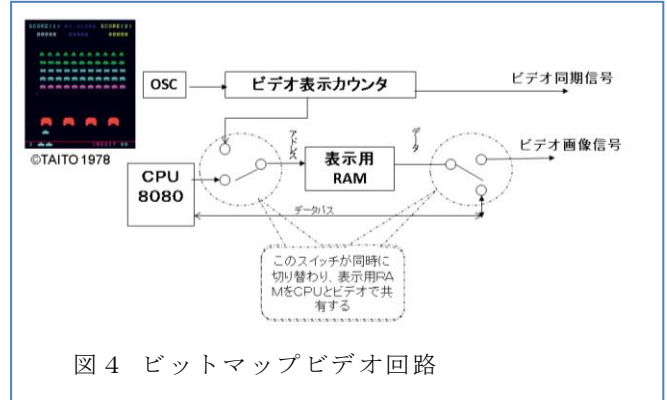 SCORE(1) HI-SCORE SCORE(2)
©TAITO 1978
OSC
ビデオ表示カウンタ
ビデオ同期信号
CPU
8080
アドレス
表示用
RAM
データ
ビデオ画像信号
データバス
このスイッチが同時に
切り替わり、表示用RA
MをCPUとビデオで共
有する
図4 ビットマップビデオ回路